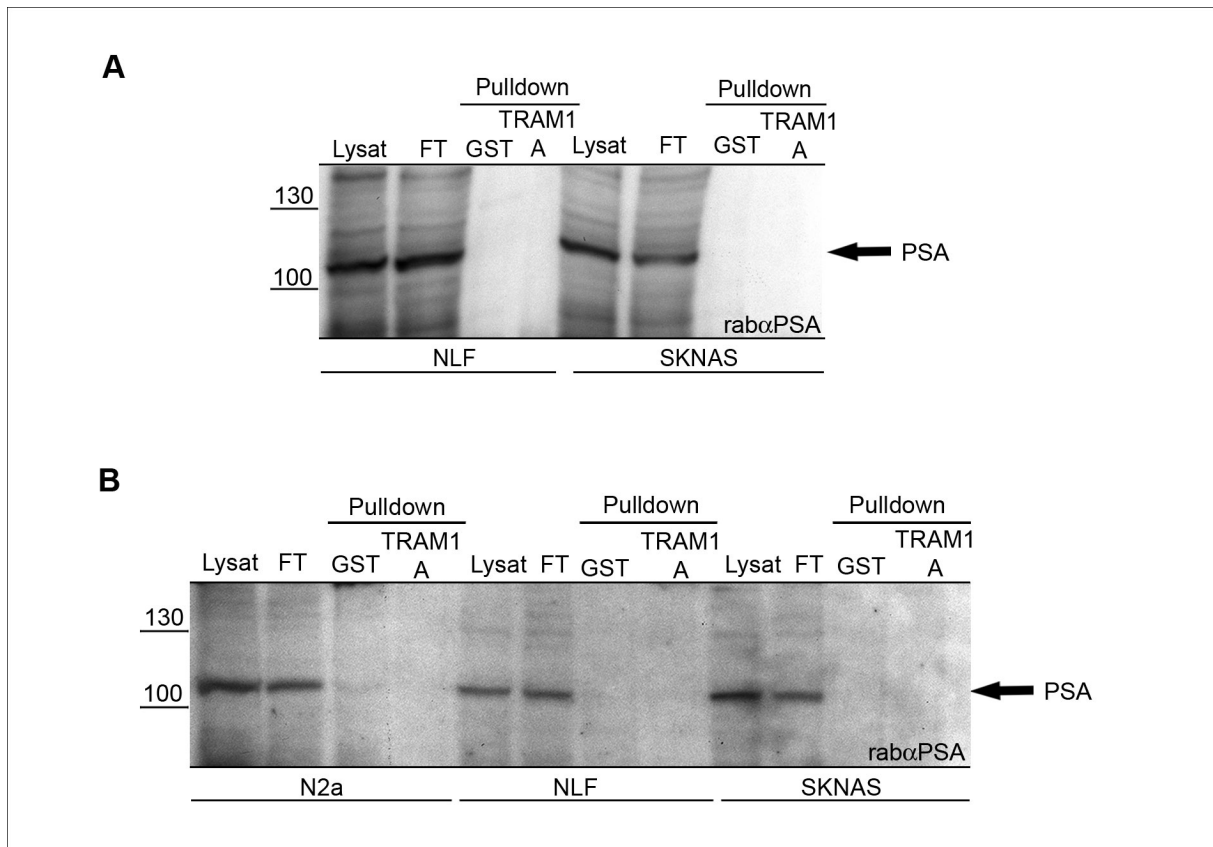 A
Pulldown Pulldown
TRAM1 TRAM1
Lysat FT GST A Lysat FT GST A
130
100
PSA
rabαPSA
NLF SKNAS
B
Pulldown Pulldown Pulldown
TRAM1 TRAM1 TRAM1
Lysat FT GST A Lysat FT GST A Lysat FT GST A
130
100
PSA
rabαPSA
N2a NLF SKNAS